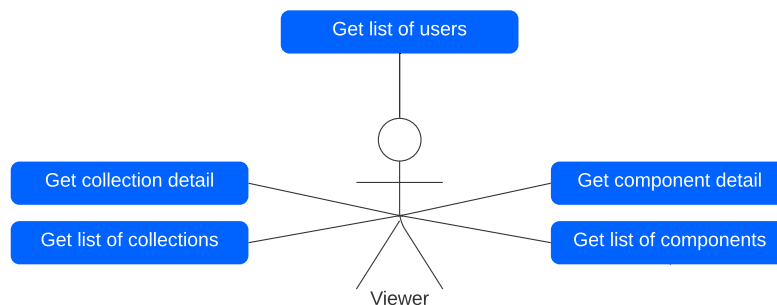 Get list of users
Get collection detail
Get component detail
Get list of collections
Get list of components
Viewer